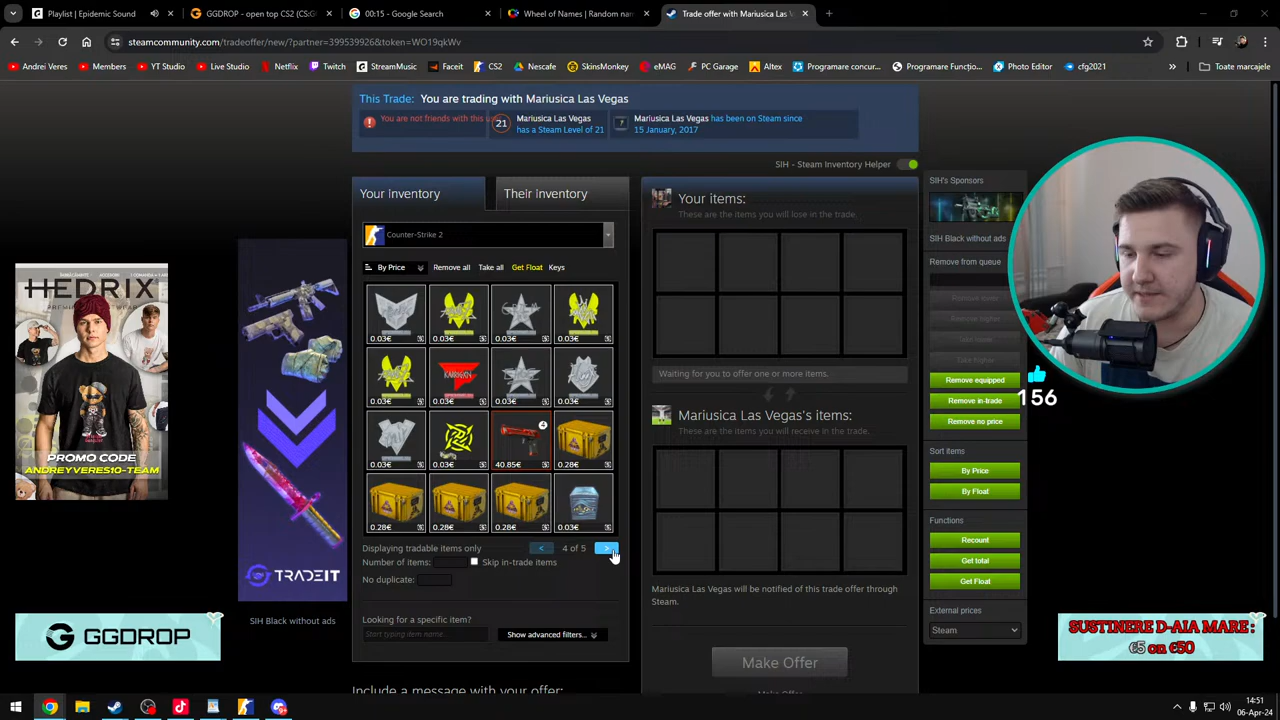 Playlist | Epidemic Sound
GGDROP - open top CS2 (CS:G
00:15 - Google Search
Wheel of Names | Random na
Trade offer with Mariusica Las V
steamcommunity.com/tradeoffer/new/?partner=399539926&token=WO19qkWv
Andrei Veres
Members
YT Studio
Live Studio
Netflix
Twitch
StreamMusic
Faceit
CS2
Nescafe
SkinsMonkey
eMAG
PC Garage
Altex
Programare concur...
Programare Funcţion...
Photo Editor
cfg2021
Toate marcajele
This Trade: You are trading with Mariusica Las Vegas
You are not friends with this
21
Mariusica Las Vegas
has a Steam Level of 21
?
Mariusica Las Vegas has been on Steam since
15 January, 2017
SIH - Steam Inventory Helper
Your inventory
Their inventory
Counter-Strike 2
By Price
Remove all
Take all
Get Float
Keys
0.03€
0.03€
0.03€
0.03€
0.03€
0.03€
0.03€
0.03€
0.03€
0.03€
4
40.85€
0.28€
0.28€
0.28€
0.28€
0.03€
Displaying tradable items only
<
4 of 5
>
Number of items:
Skip in-trade items
No duplicate:
Looking for a specific item?
Start typing item name...
Show advanced filters...
Include a message with your offer:
Your items:
These are the items you will lose in the trade.
Waiting for you to offer one or more items.
Mariusica Las Vegas's items:
These are the items you will receive in the trade.
Mariusica Las Vegas will be notified of this trade offer through
Steam.
Make Offer
SIH's Sponsors
SIH Black without ads
Remove from queue
Remove equipped
Remove in-trade
Remove no price
Sort items
By Price
By Float
Functions
Recount
Get total
Get Float
External prices
Steam
156
HEDRIX
PROMO CODE
ANDREYVERES10-TEAM
TRADEIT
SIH Black without ads
GGDROP
SUSTINERE D-AIA MARE :
€5 on €50
14:51
06-Apr-24